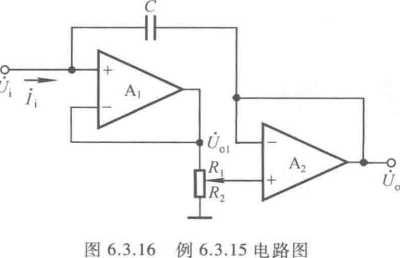 C
+
−
A₁
U̇ᵢ
İᵢ
U̇ₒ₁
R₁
R₂
−
+
A₂
U̇ₒ
图 6.3.16 例 6.3.15 电路图